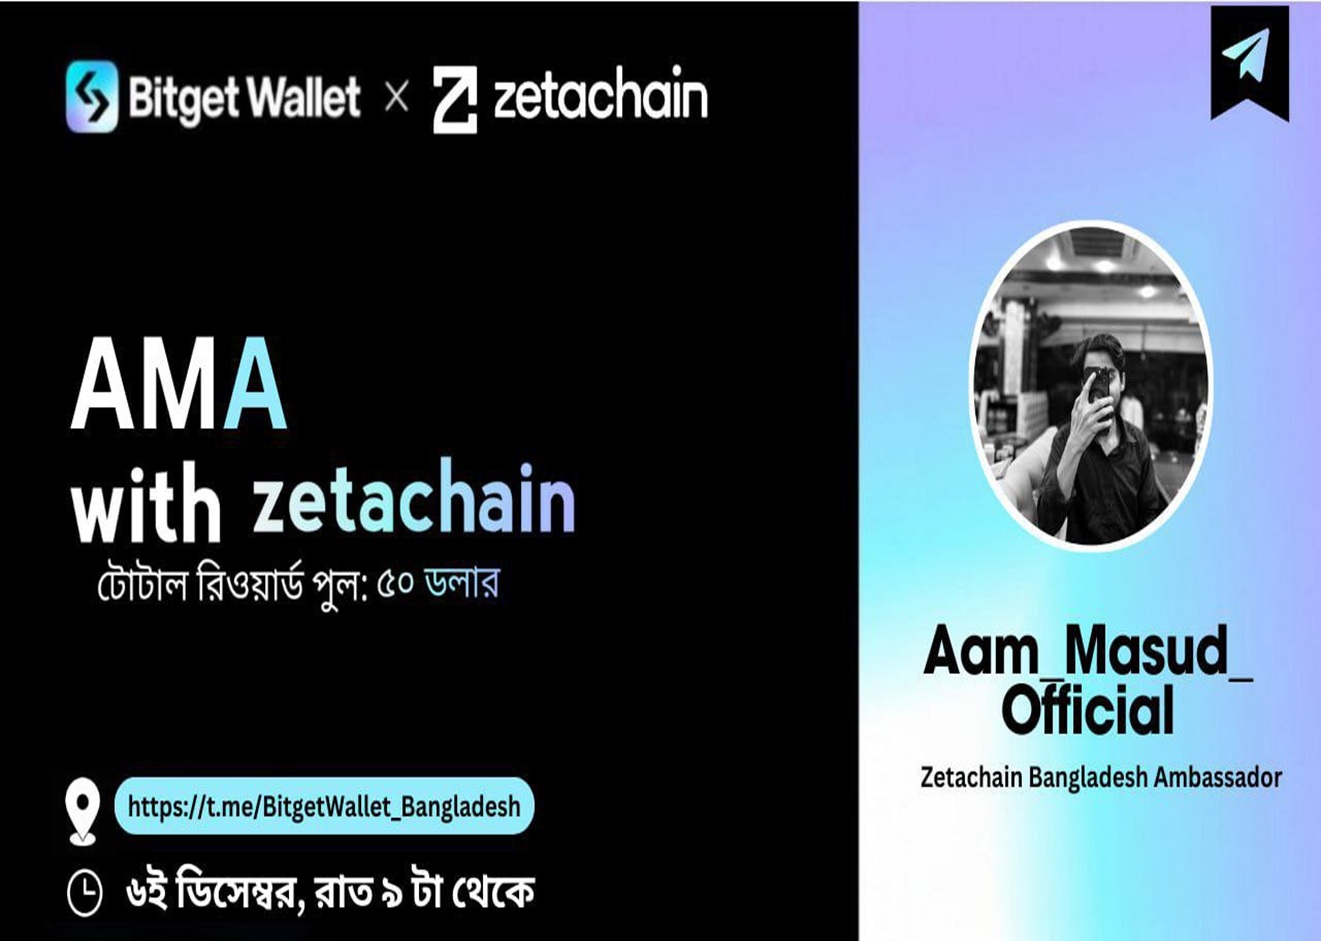 Bitget Wallet × zetachain
AMA
with zetachain
টোটাল রিওয়ার্ড পুল: ৫০ ডলার
https://t.me/BitgetWallet_Bangladesh
৬ই ডিসেম্বর, রাত ৯ টা থেকে
Aam_Masud_
Official
Zetachain Bangladesh Ambassador